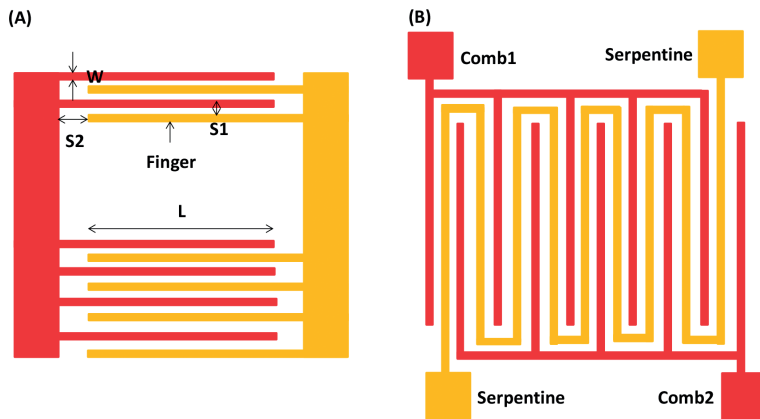 (A)
W
S1
S2
Finger
L
(B)
Comb1
Serpentine
Serpentine
Comb2